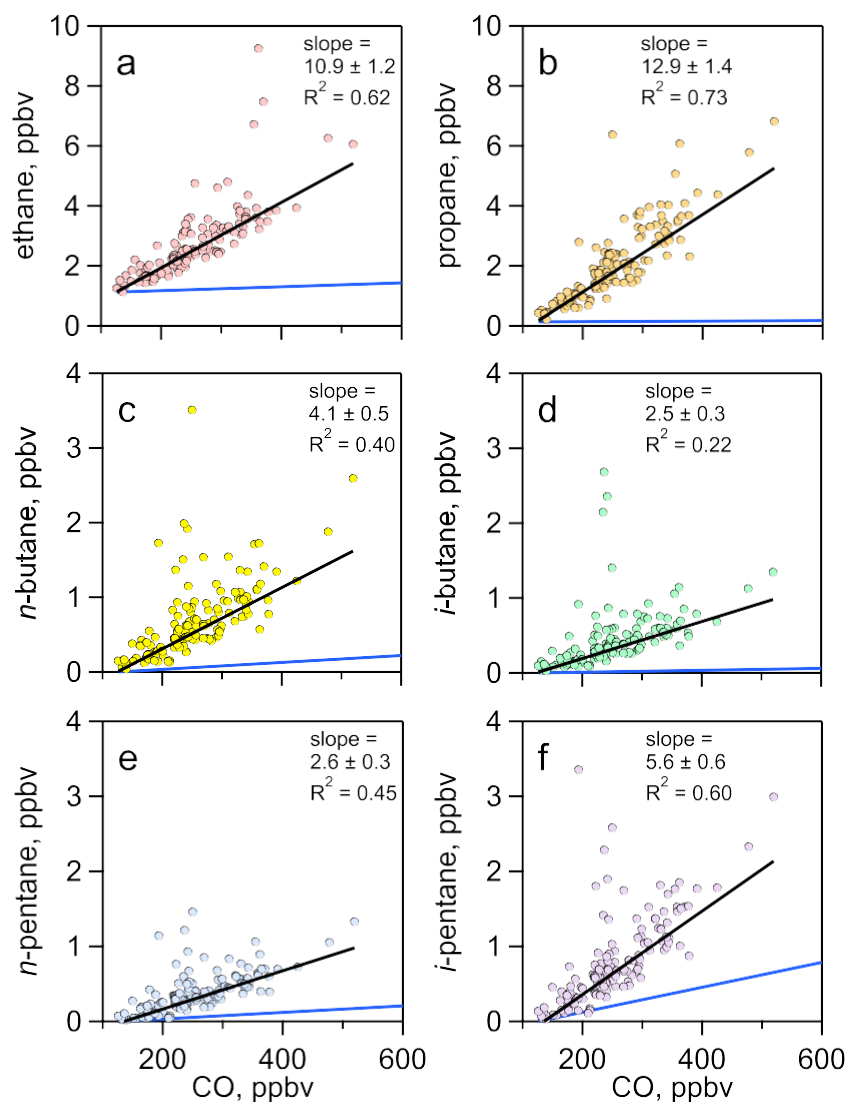 10
8
6
4
2
0
ethane, ppbv
a
slope =
10.9 ± 1.2
R² = 0.62
10
8
6
4
2
0
propane, ppbv
b
slope =
12.9 ± 1.4
R² = 0.73
4
3
2
1
0
n-butane, ppbv
c
slope =
4.1 ± 0.5
R² = 0.40
4
3
2
1
0
i-butane, ppbv
d
slope =
2.5 ± 0.3
R² = 0.22
4
3
2
1
0
n-pentane, ppbv
e
slope =
2.6 ± 0.3
R² = 0.45
200 400 600
CO, ppbv
4
3
2
1
0
i-pentane, ppbv
f
slope =
5.6 ± 0.6
R² = 0.60
200 400 600
CO, ppbv